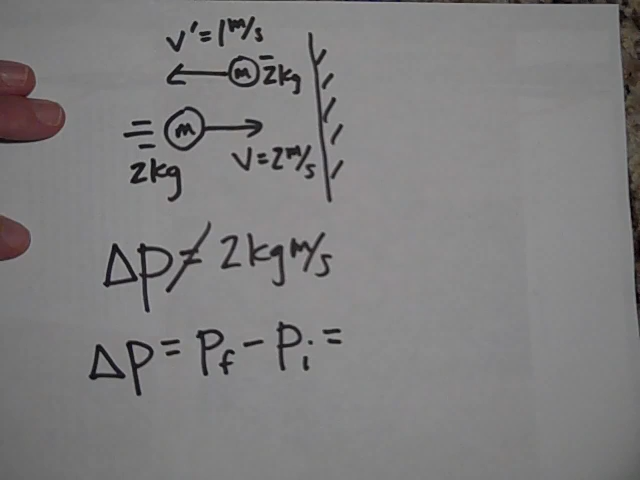 v' = 1 m/s
m 2kg
m
v = 2 m/s
2kg
Δp ≠ 2 kg m/s
Δp = Pf - Pi =